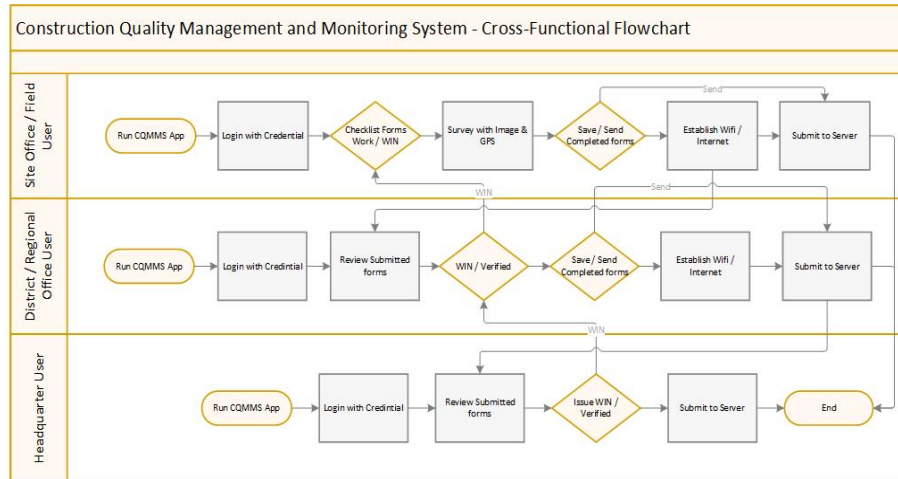 Construction Quality Management and Monitoring System - Cross-Functional Flowchart
Site Office / Field
User
Run CQMMS App
Login with Credential
Checklist Forms
Work / WIN
Survey with Image &
GPS
Save / Send
Completed forms
Send
Establish Wifi /
Internet
Submit to Server
WIN
District / Regional
Office User
Run CQMMS App
Login with Credintial
Review Submitted
forms
WIN / Verified
Save / Send
Completed forms
Send
Establish Wifi /
Internet
Submit to Server
WIN
Headquarter User
Run CQMMS App
Login with Credintial
Review Submitted
forms
Issue WIN /
Verified
Submit to Server
End